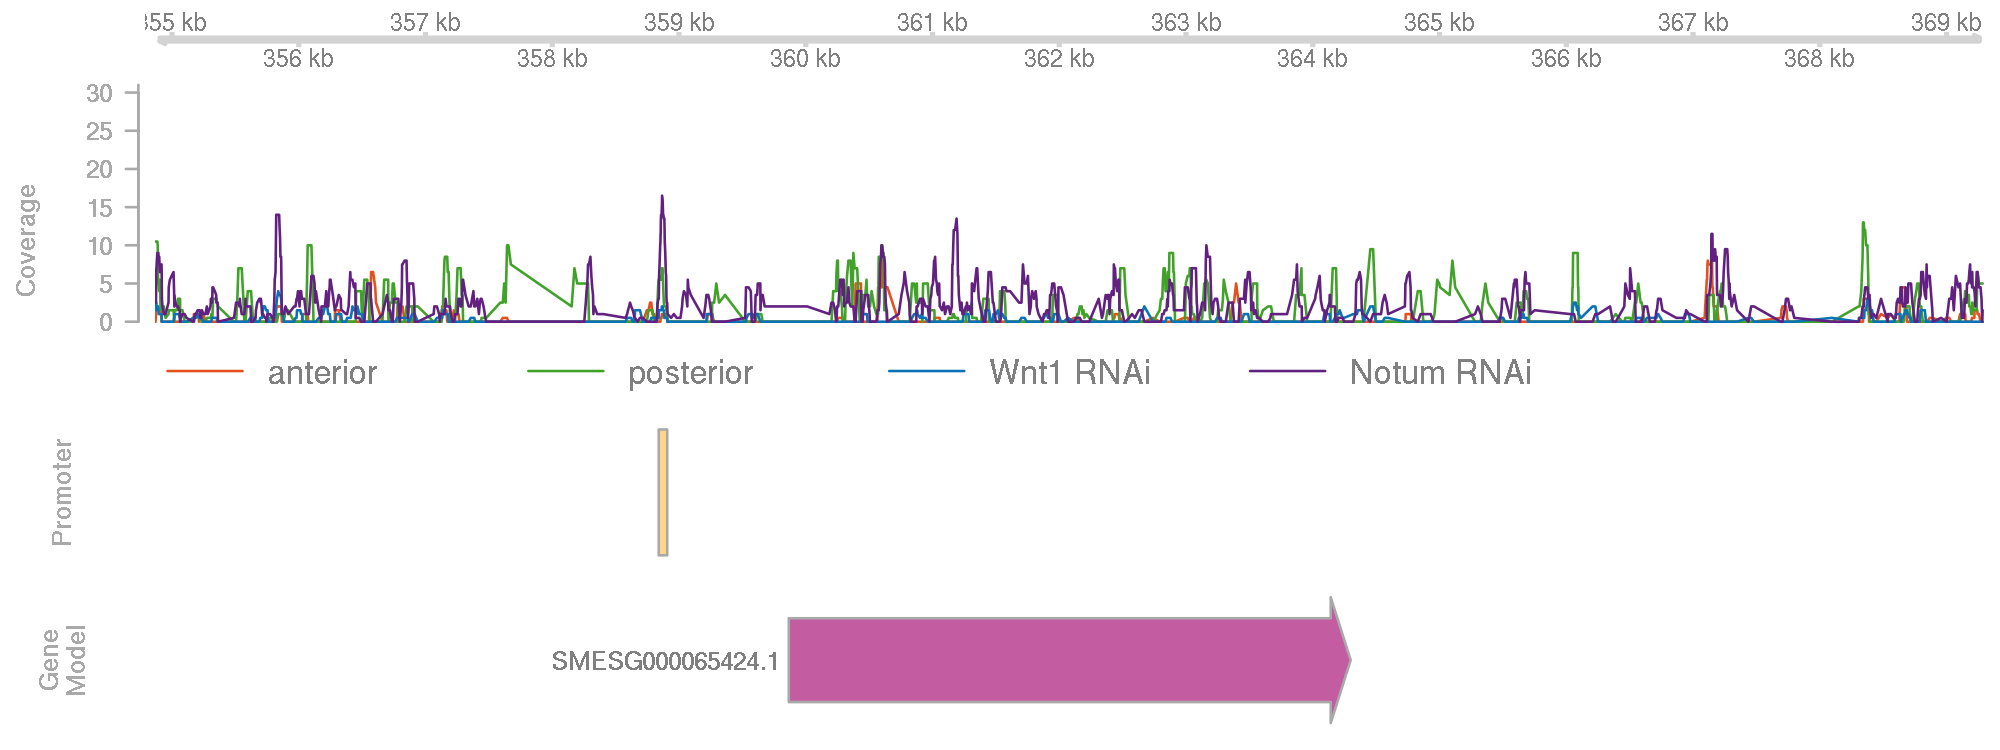 355 kb 357 kb 359 kb 361 kb 363 kb 365 kb 367 kb 369 kb
356 kb 358 kb 360 kb 362 kb 364 kb 366 kb 368 kb
Coverage
30
25
20
15
10
5
0
anterior posterior Wnt1 RNAi Notum RNAi
Promoter
Gene
Model
SMESG000065424.1